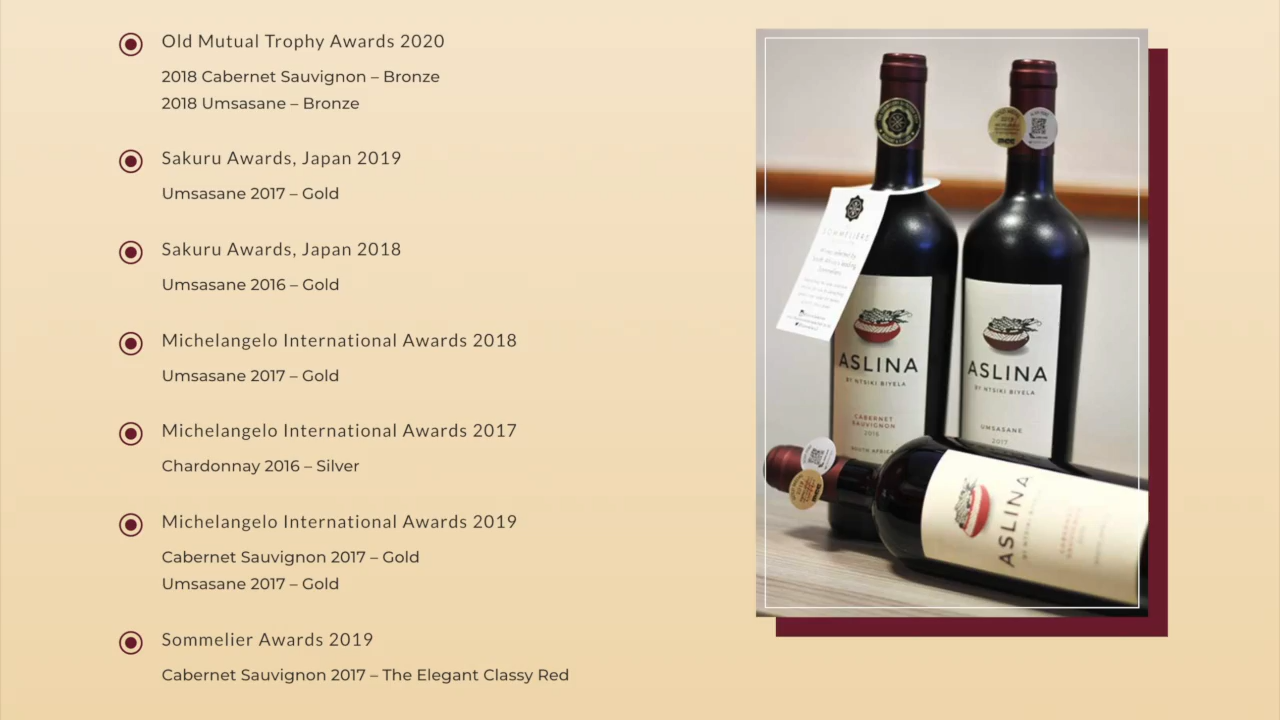 Old Mutual Trophy Awards 2020
2018 Cabernet Sauvignon – Bronze
2018 Umsasane – Bronze
Sakuru Awards, Japan 2019
Umsasane 2017 – Gold
Sakuru Awards, Japan 2018
Umsasane 2016 – Gold
Michelangelo International Awards 2018
Umsasane 2017 – Gold
Michelangelo International Awards 2017
Chardonnay 2016 – Silver
Michelangelo International Awards 2019
Cabernet Sauvignon 2017 – Gold
Umsasane 2017 – Gold
Sommelier Awards 2019
Cabernet Sauvignon 2017 – The Elegant Classy Red
ASLINA
BY NTSIKI BIYELA
CABERNET
SAUVIGNON
SOUTH AFRICA
ASLINA
BY NTSIKI BIYELA
UMSASANE
2017
ASLINA